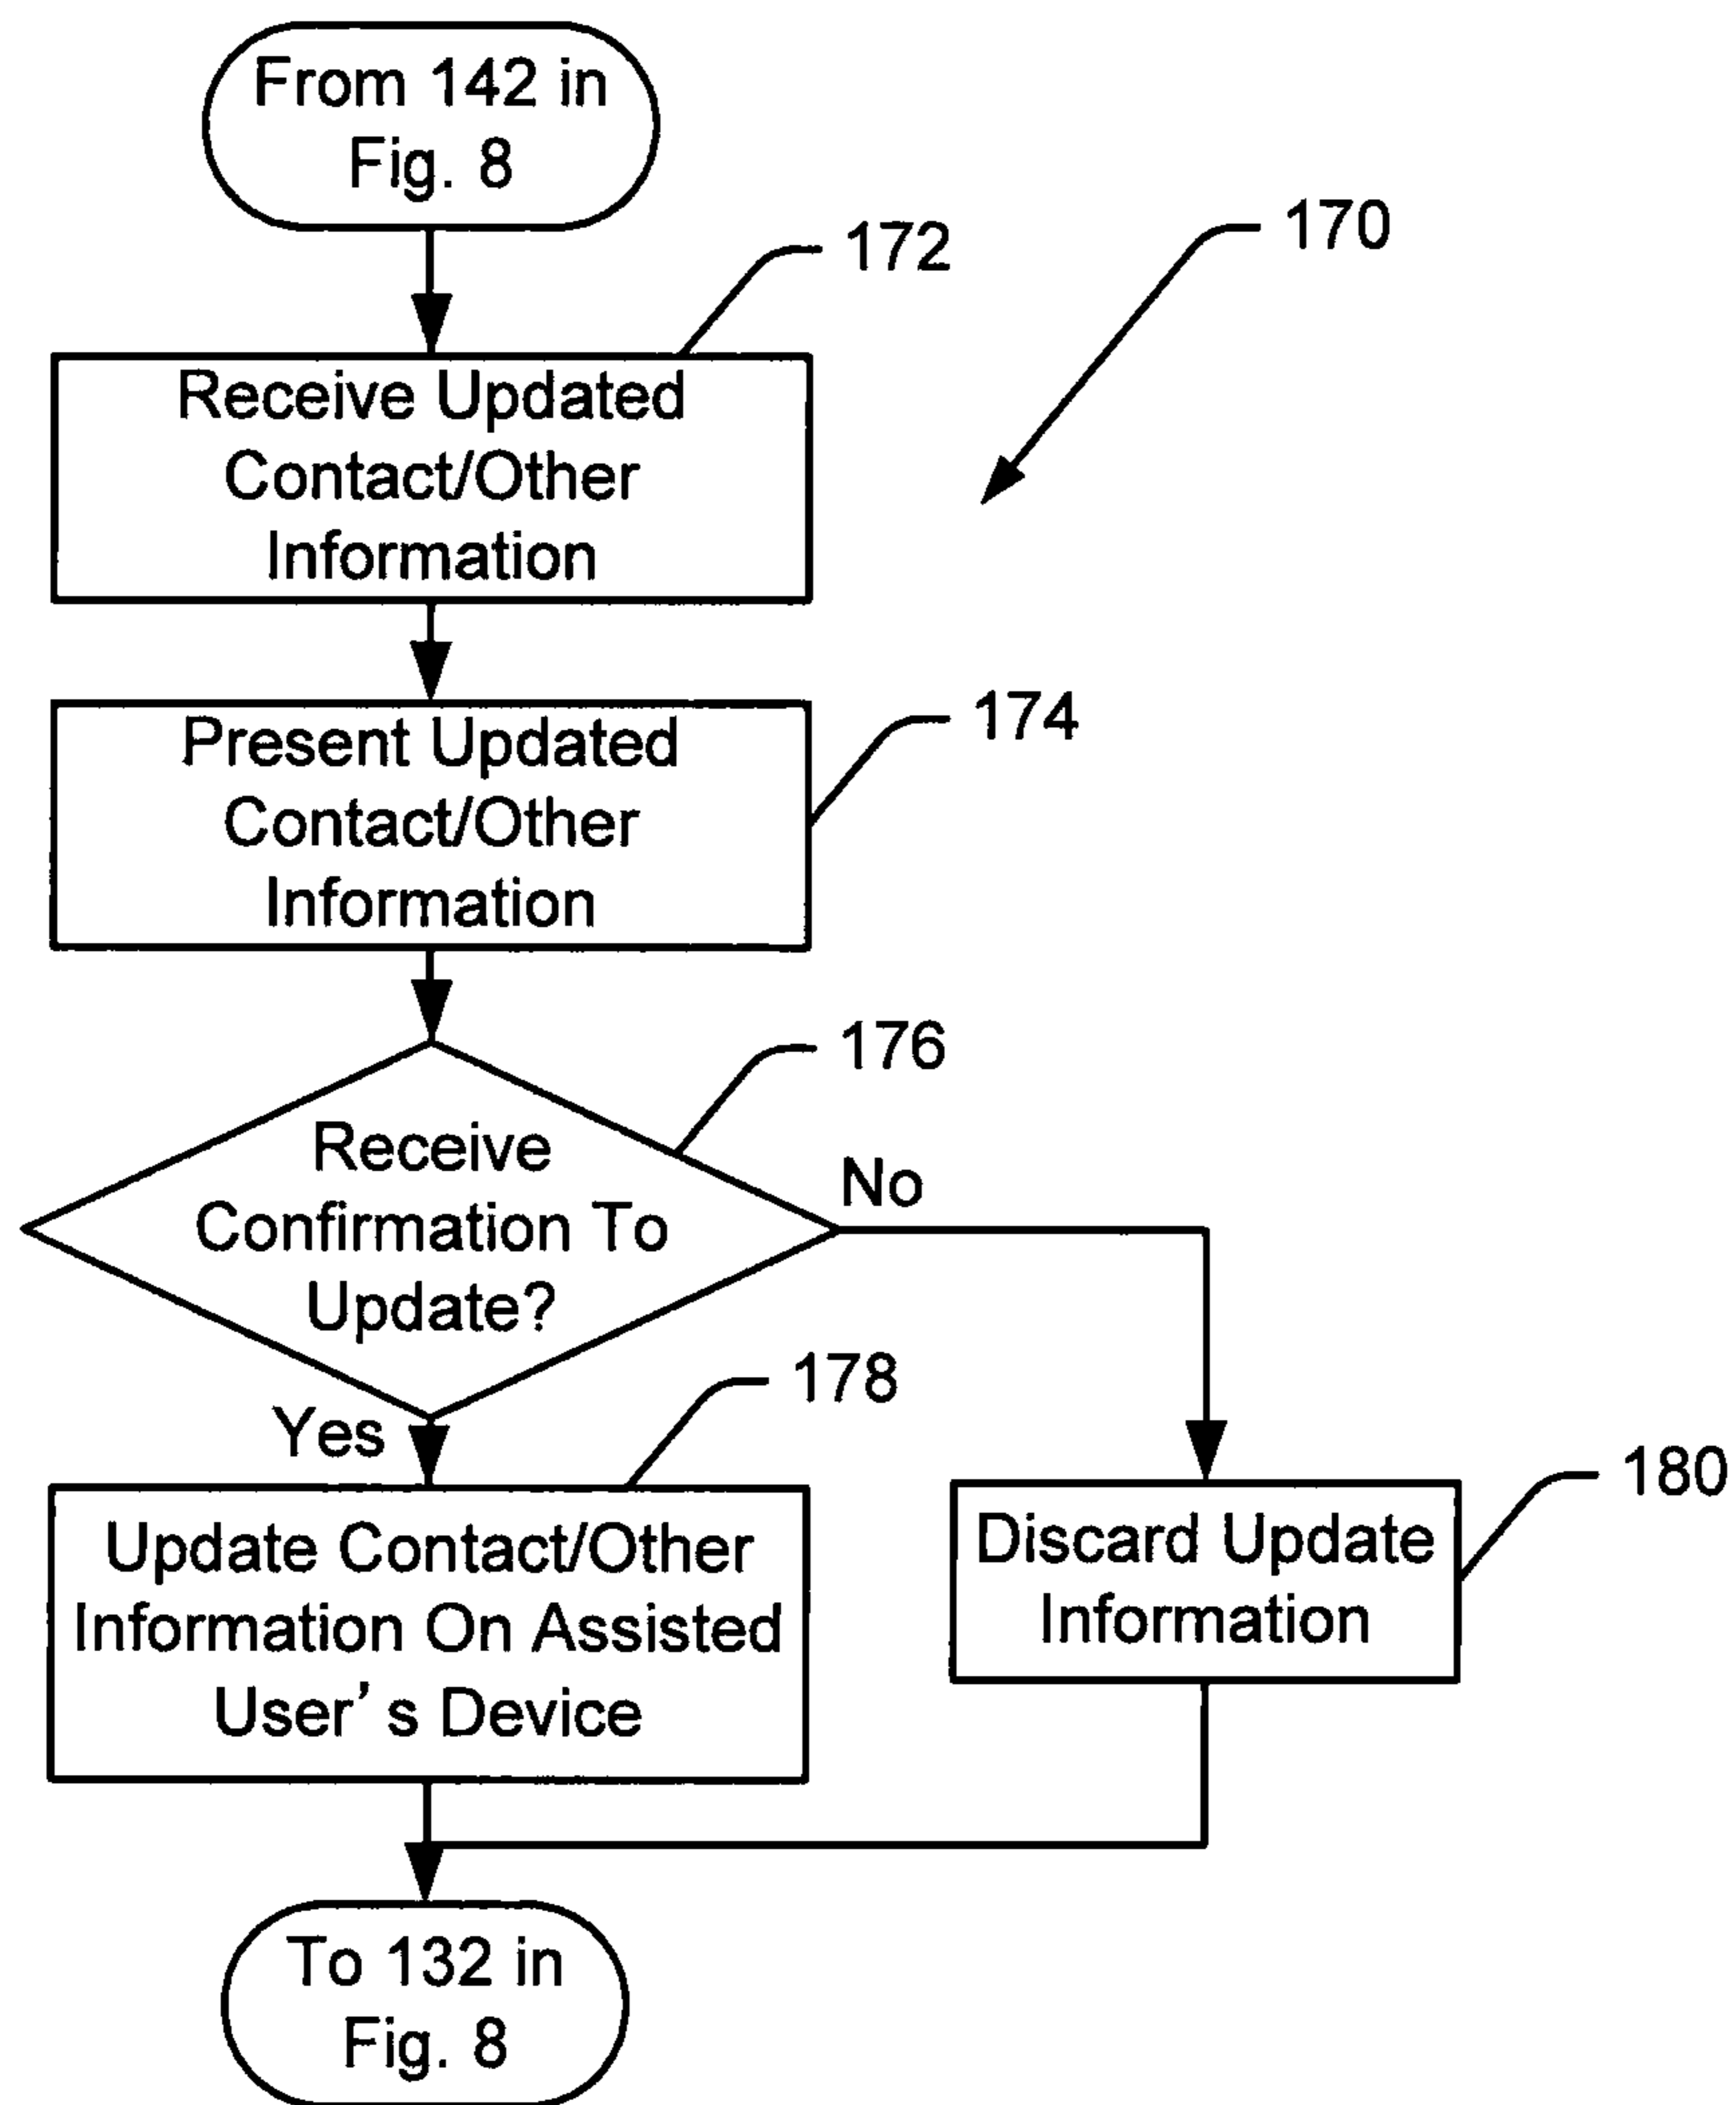 From 142 in
Fig. 8
170
172
Receive Updated
Contact/Other
Information
174
Present Updated
Contact/Other
Information
176
Receive
Confirmation To
Update?
No
Yes
178
Update Contact/Other
Information On Assisted
User's Device
180
Discard Update
Information
To 132 in
Fig. 8